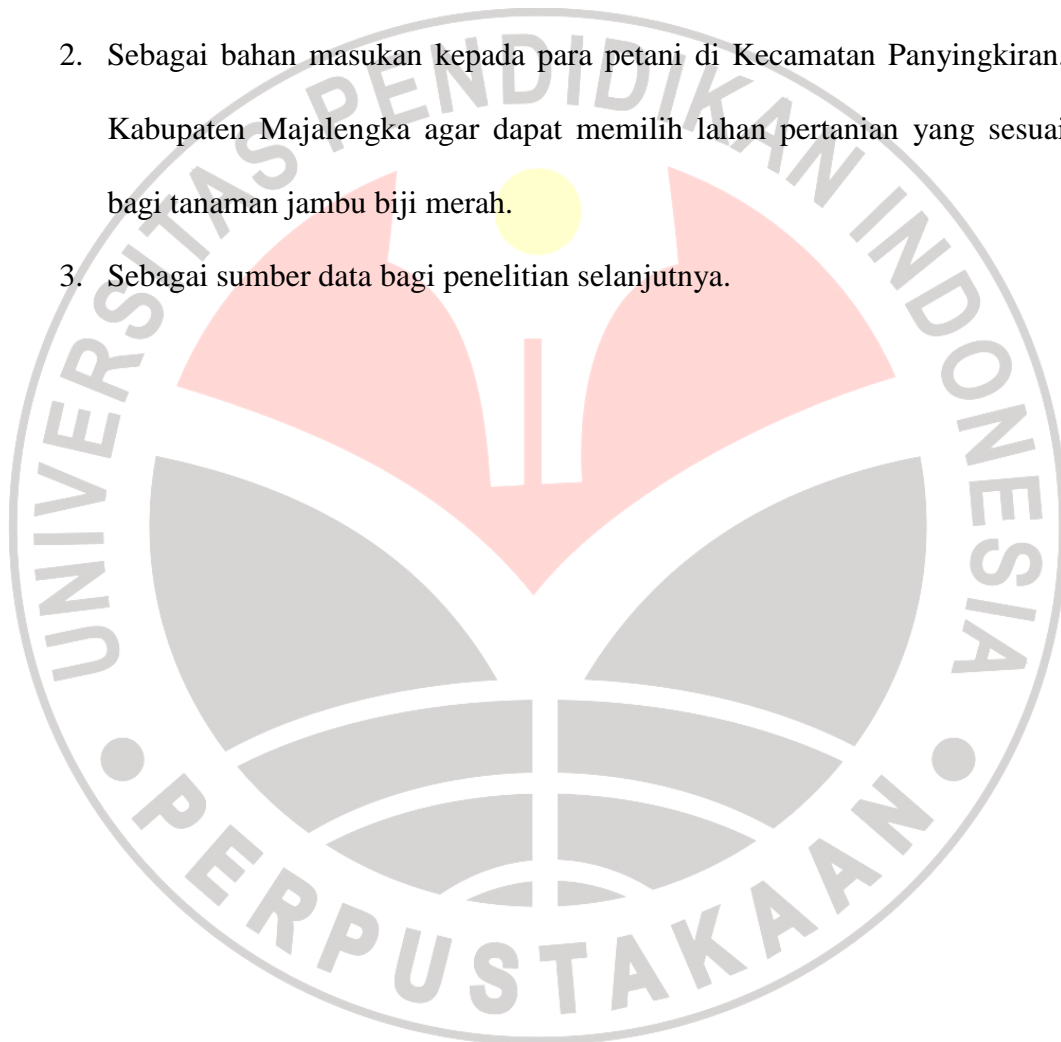 2. Sebagai bahan masukan kepada para petani di Kecamatan Panyingkiran.
Kabupaten Majalengka agar dapat memilih lahan pertanian yang sesuai
bagi tanaman jambu biji merah.
3. Sebagai sumber data bagi penelitian selanjutnya.
UNIVERSITAS PENDIDIKAN INDONESIA
PERPUSTAKAAN